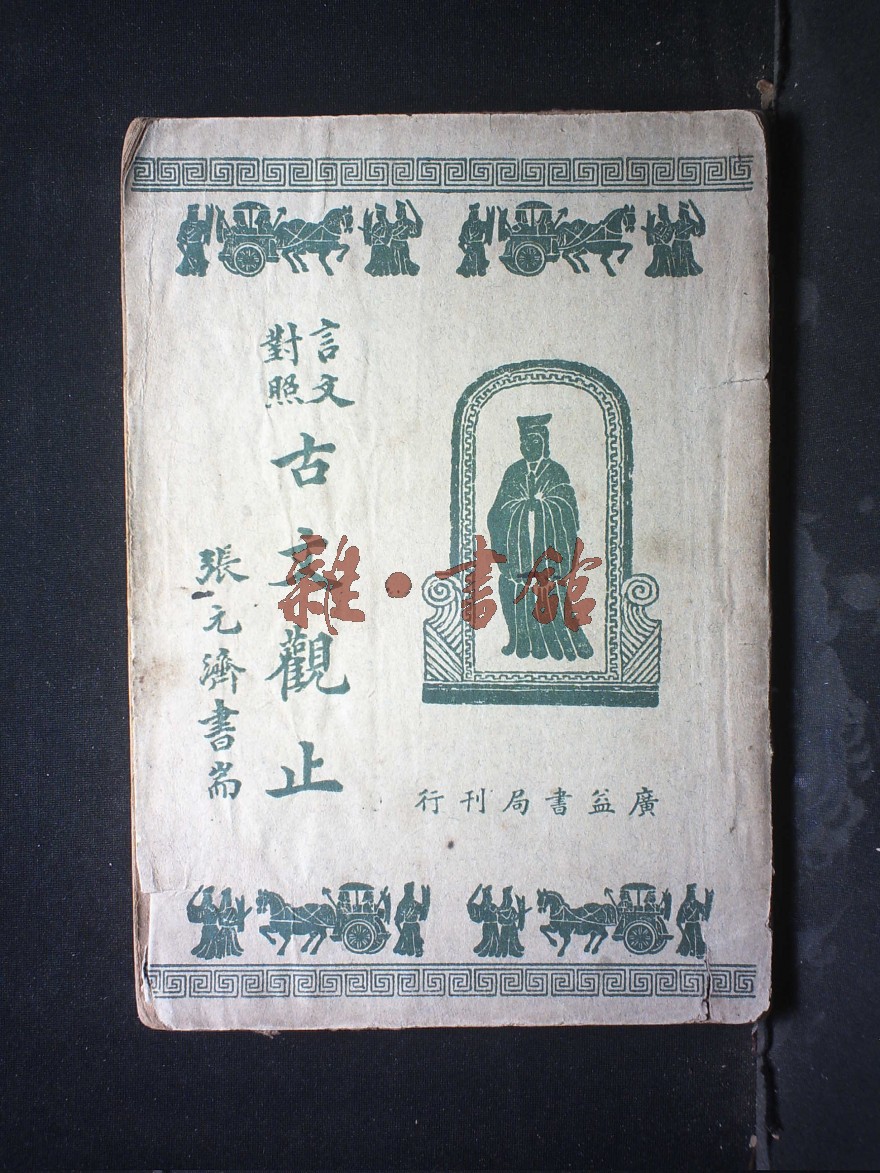 言文
對照
古文觀止
張元濟書耑
廣益書局刊行
雜·書館